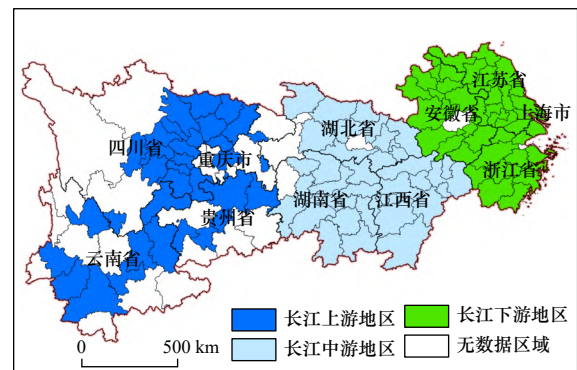 江苏省
安徽省
上海市
湖北省
四川省
重庆市
浙江省
湖南省
江西省
贵州省
云南省
长江上游地区
长江下游地区
长江中游地区
无数据区域
0 500 km